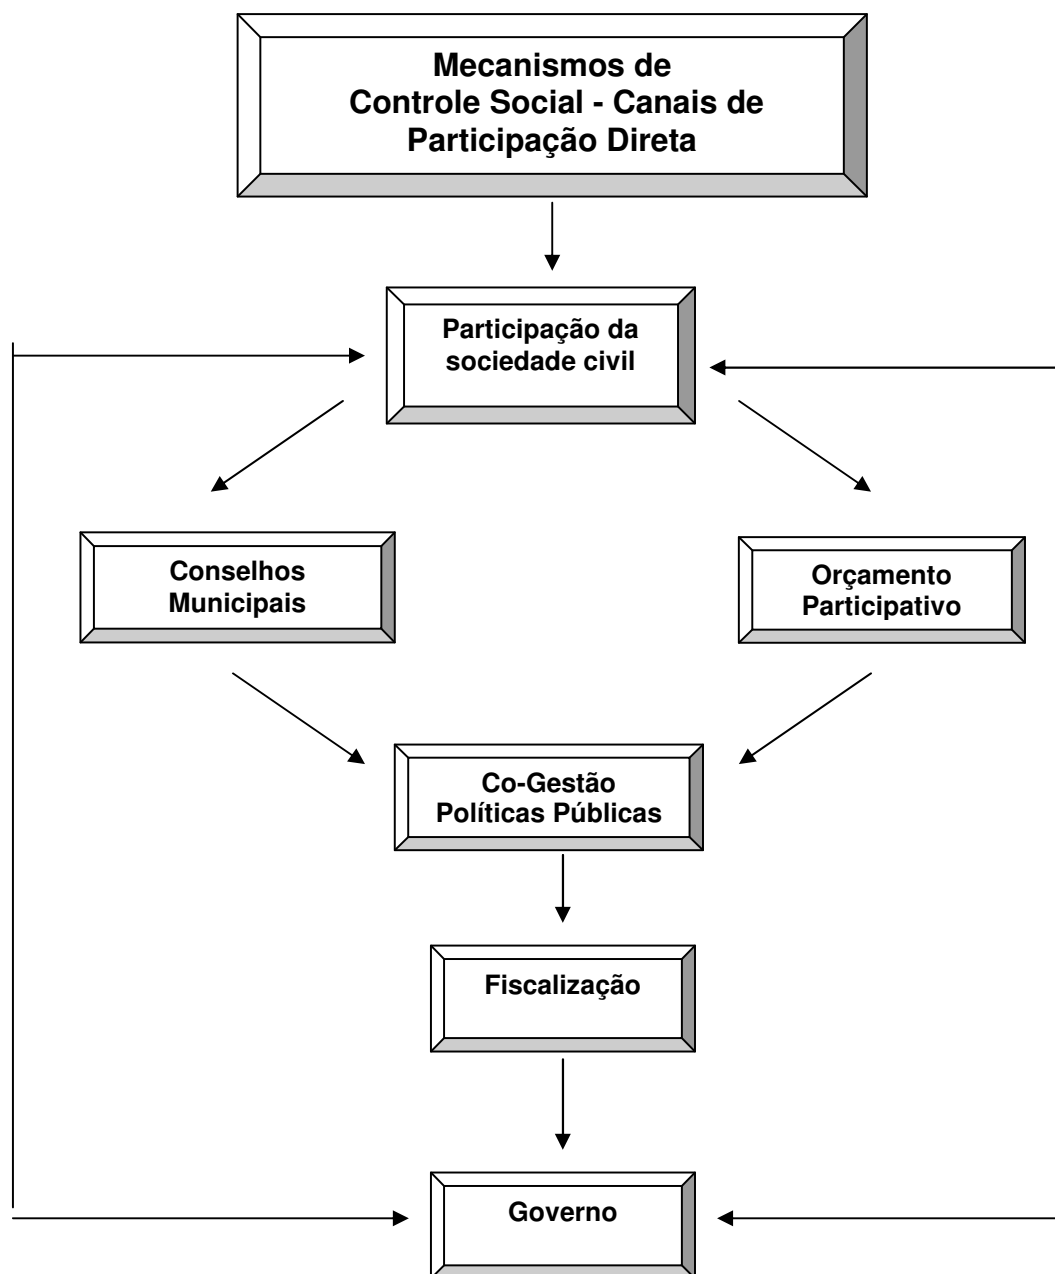 Mecanismos de
Controle Social - Canais de
Participação Direta
Participação da
sociedade civil
Conselhos
Municipais
Orçamento
Participativo
Co-Gestão
Políticas Públicas
Fiscalização
Governo